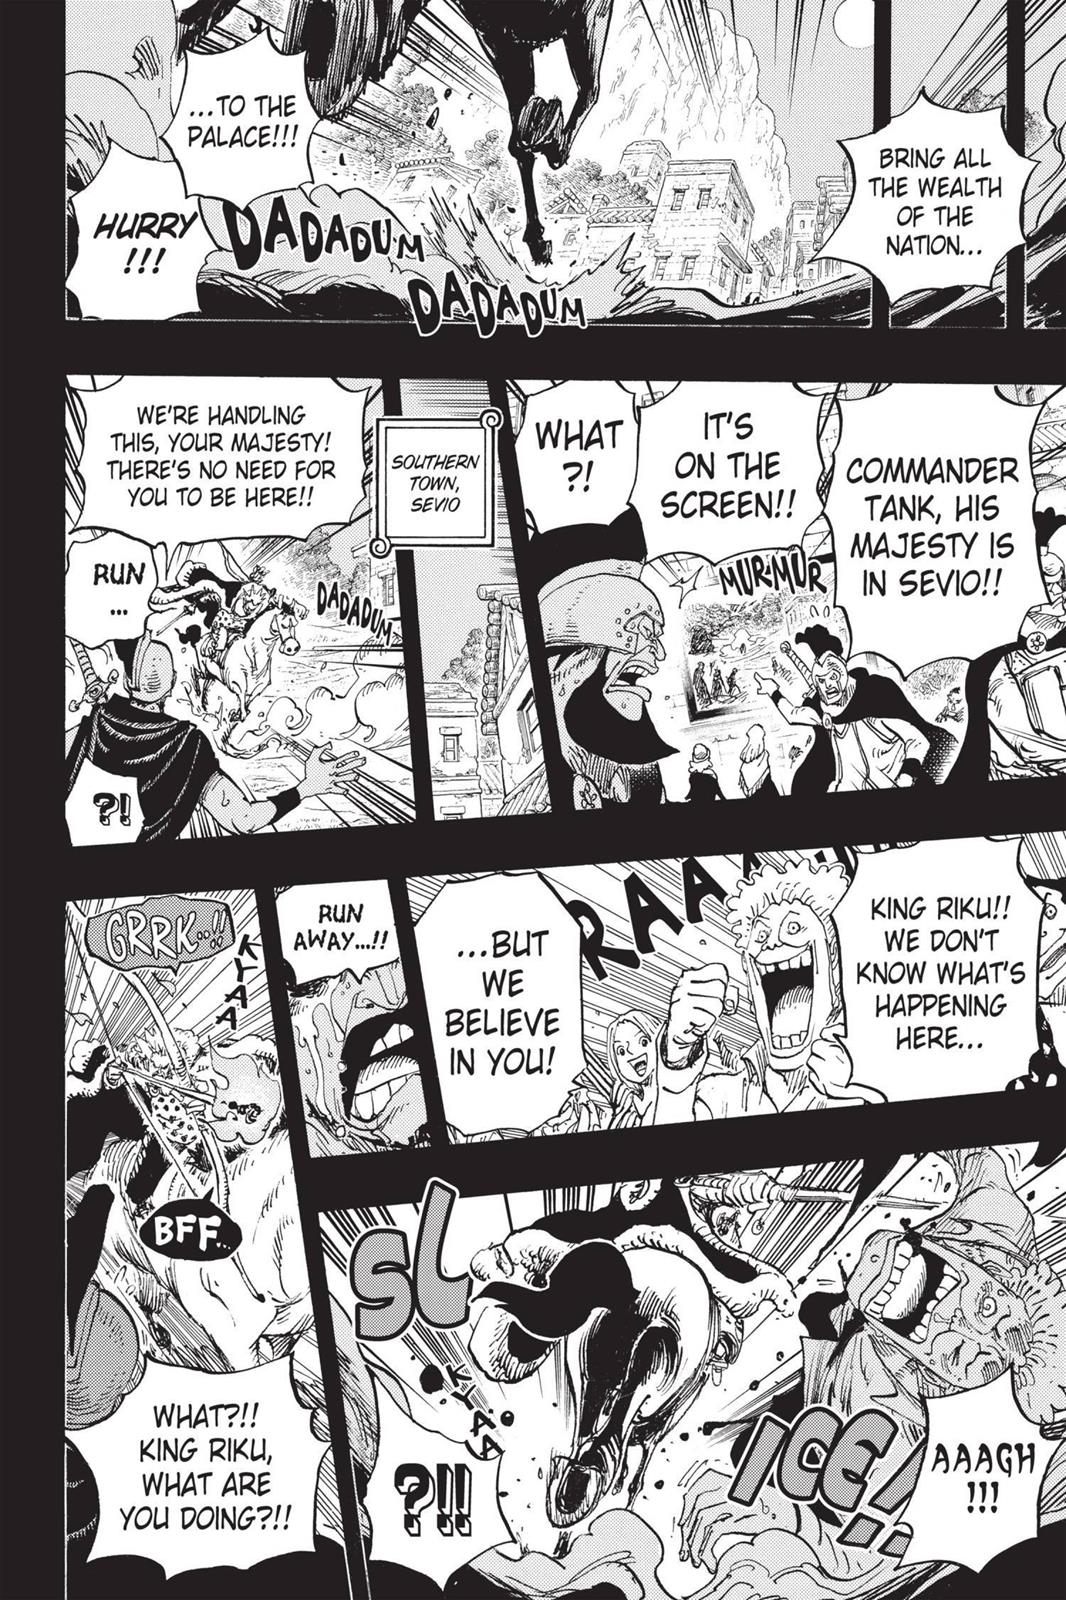 BRING ALL
THE WEALTH
OF THE
NATION...
...TO THE
PALACE!!!
HURRY
!!!
DADADUM
DADADUM
COMMANDER
TANK, HIS
MAJESTY IS
IN SEVIO!!
IT'S
ON THE
SCREEN!!
WHAT
?!
MURMUR
SOUTHERN
TOWN,
SEVIO
WE'RE HANDLING
THIS, YOUR MAJESTY!
THERE'S NO NEED FOR
YOU TO BE HERE!!
DADADUM
RUN
...
?!
KING RIKU!!
WE DON'T
KNOW WHAT'S
HAPPENING
HERE...
...BUT
WE
BELIEVE
IN YOU!
RUN
AWAY...!!
AAAGH
!!!
SL
ICE!!
KYAA
?!!
GRRK..!!
KYAA
BFF...
WHAT?!!
KING RIKU,
WHAT ARE
YOU DOING?!!